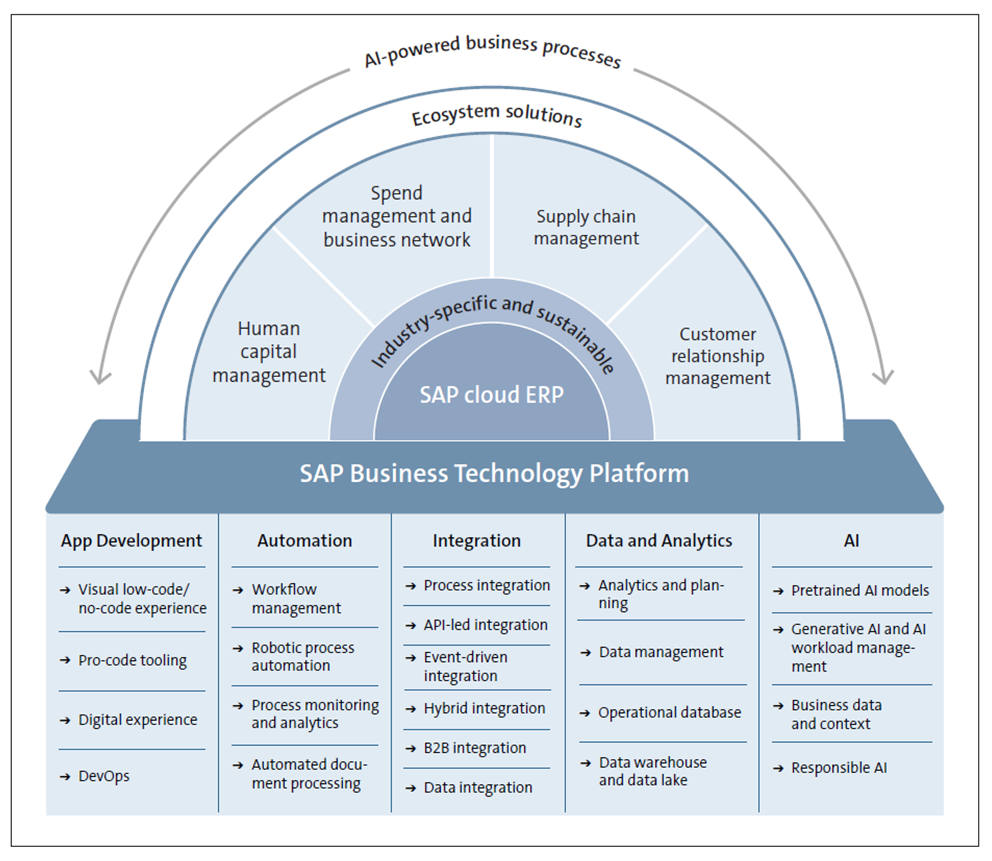 AI-powered business processes
Ecosystem solutions
Spend
management and
business network
Supply chain
management
Human
capital
management
Industry-specific and sustainable
Customer
relationship
management
SAP cloud ERP
SAP Business Technology Platform
App Development
➔ Visual low-code/
no-code experience
➔ Pro-code tooling
➔ Digital experience
➔ DevOps
Automation
➔ Workflow
management
➔ Robotic process
automation
➔ Process monitoring
and analytics
➔ Automated docu-
ment processing
Integration
➔ Process integration
➔ API-led integration
➔ Event-driven
integration
➔ Hybrid integration
➔ B2B integration
➔ Data integration
Data and Analytics
➔ Analytics and plan-
ning
➔ Data management
➔ Operational database
➔ Data warehouse
and data lake
AI
➔ Pretrained AI models
➔ Generative AI and AI
workload manage-
ment
➔ Business data
and context
➔ Responsible AI